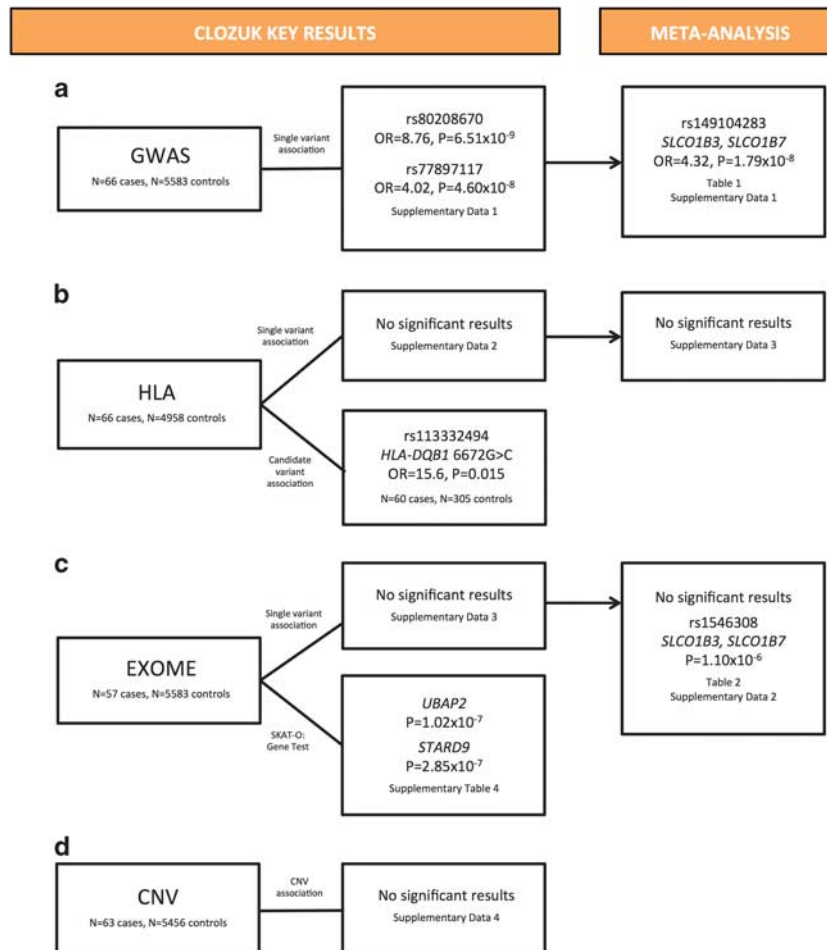 CLOZUK KEY RESULTS
META-ANALYSIS
a
GWAS
N=66 cases, N=5583 controls
Single variant
association
rs80208670
OR=8.76, P=6.51x10⁻⁹
rs77897117
OR=4.02, P=4.60x10⁻⁸
Supplementary Data 1
rs149104283
SLCO1B3, SLCO1B7
OR=4.32, P=1.79x10⁻⁸
Table 1
Supplementary Data 1
b
HLA
N=66 cases, N=4958 controls
Single variant
association
No significant results
Supplementary Data 2
No significant results
Supplementary Data 3
Candidate
variant
association
rs113332494
HLA-DQB1 6672G>C
OR=15.6, P=0.015
N=60 cases, N=305 controls
c
EXOME
N=57 cases, N=5583 controls
Single variant
association
No significant results
Supplementary Data 3
No significant results
rs1546308
SLCO1B3, SLCO1B7
P=1.10x10⁻⁶
Table 2
Supplementary Data 2
SKAT-O:
Gene Test
UBAP2
P=1.02x10⁻⁷
STARD9
P=2.85x10⁻⁷
Supplementary Table 4
d
CNV
N=63 cases, N=5456 controls
CNV
association
No significant results
Supplementary Data 4